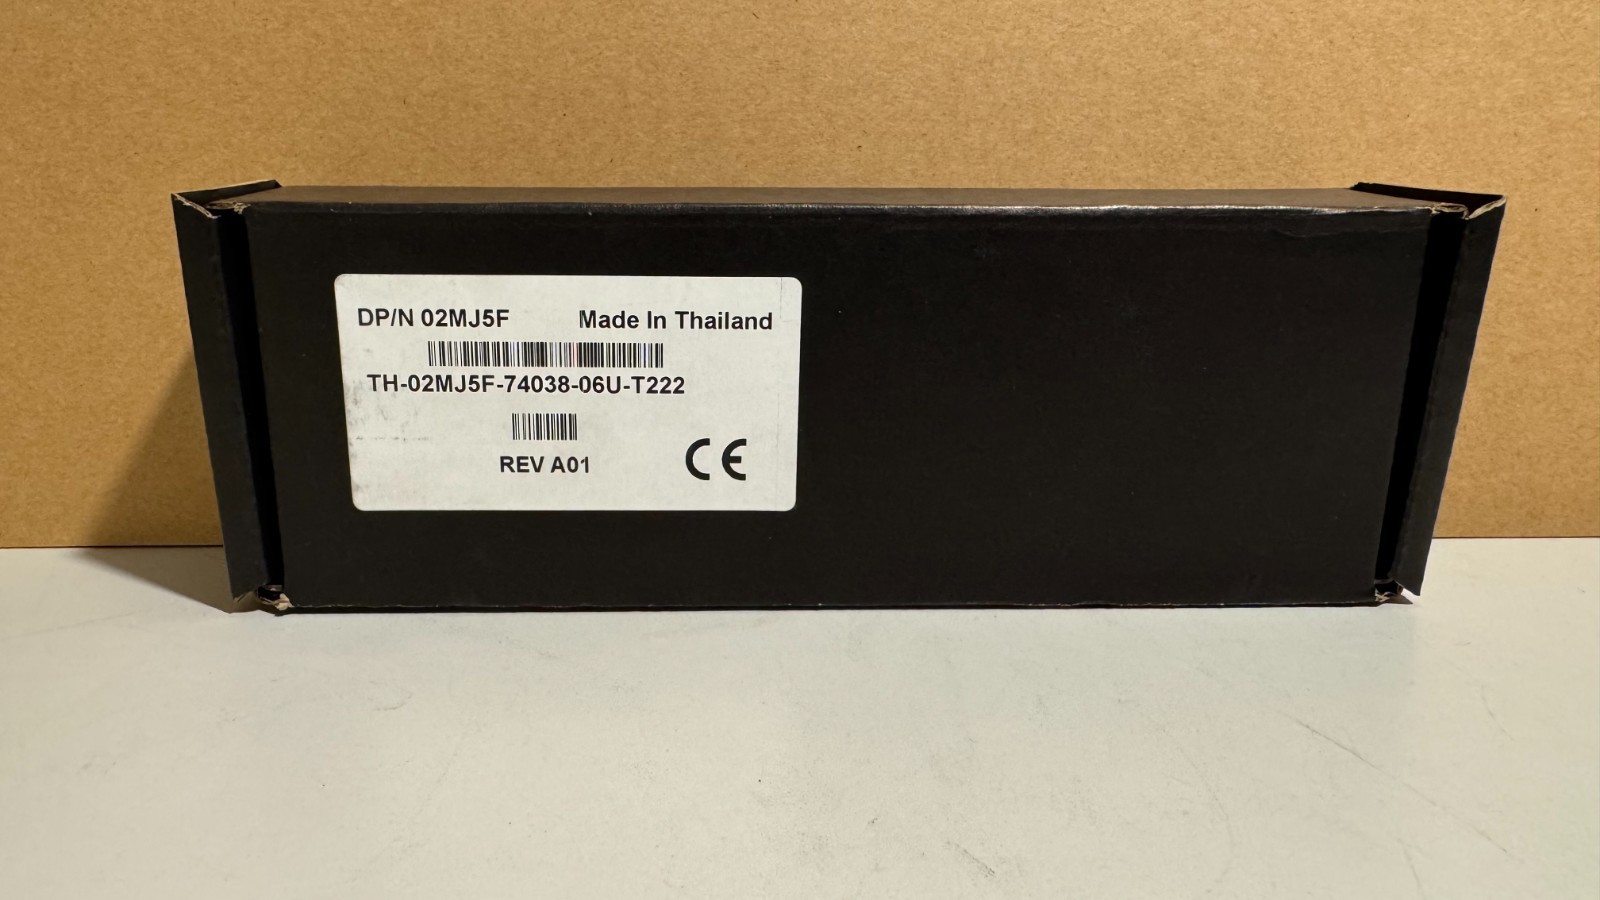 DP/N 02MJ5F Made In Thailand
TH-02MJ5F-74038-06U-T222
REV A01
CE